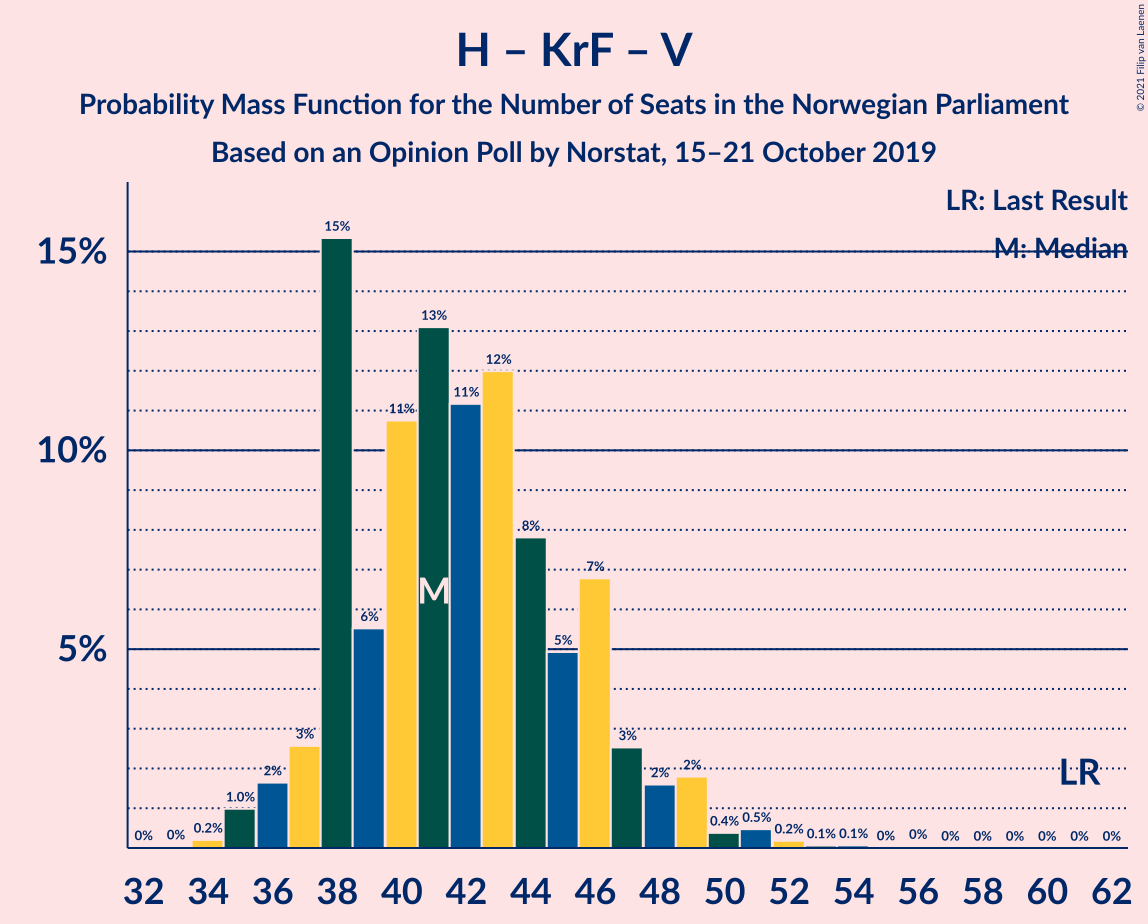 H – KrF – V
Probability Mass Function for the Number of Seats in the Norwegian Parliament
Based on an Opinion Poll by Norstat, 15–21 October 2019
© 2021 Filip van Laenen
LR: Last Result
M: Median
15%
10%
5%
0% 0% 0.2% 1.0% 2% 3% 15% 6% 11% 13% 11% 12% 8% 5% 7% 3% 2% 2% 0.4% 0.5% 0.2% 0.1% 0.1% 0% 0% 0% 0% 0% 0% 0% 0%
M
LR
32 34 36 38 40 42 44 46 48 50 52 54 56 58 60 62